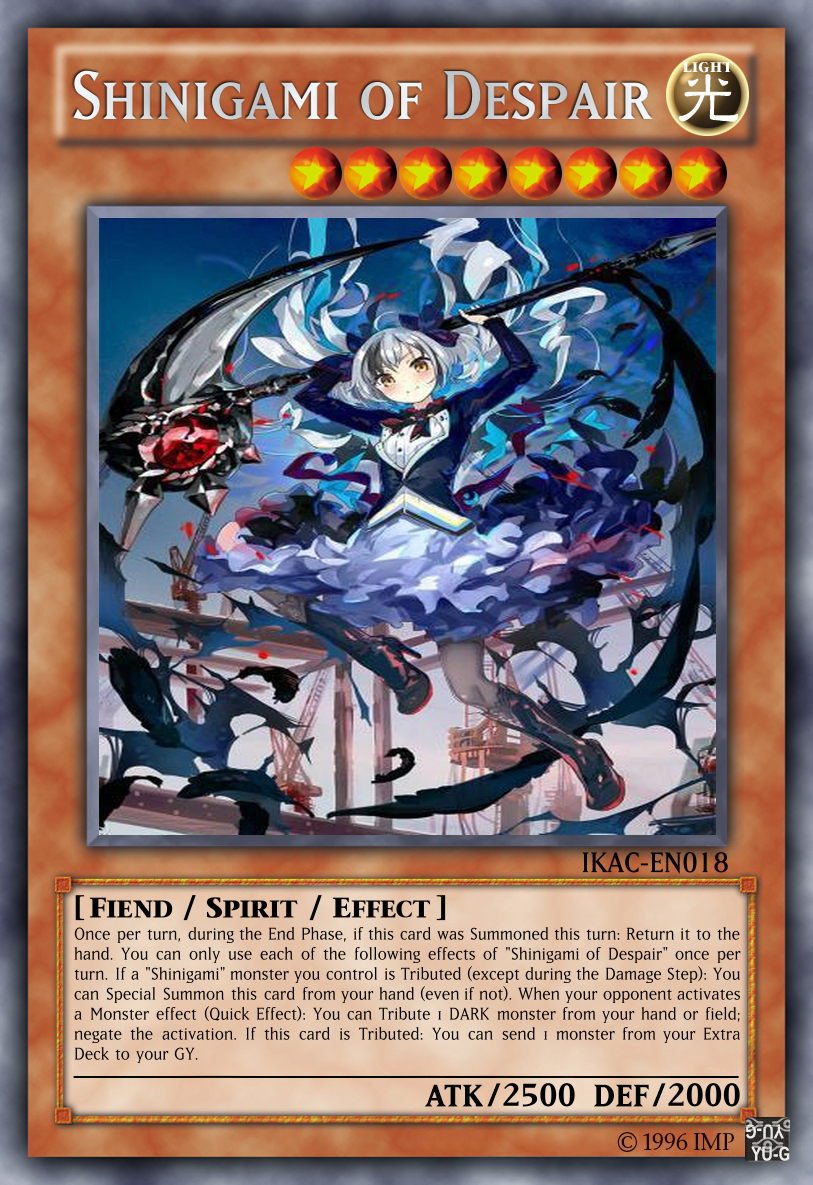 SHINIGAMI OF DESPAIR
LIGHT
光
IKAC-EN018
[ FIEND / SPIRIT / EFFECT ]
Once per turn, during the End Phase, if this card was Summoned this turn: Return it to the
hand. You can only use each of the following effects of "Shinigami of Despair" once per
turn. If a "Shinigami" monster you control is Tributed (except during the Damage Step): You
can Special Summon this card from your hand (even if not). When your opponent activates
a Monster effect (Quick Effect): You can Tribute 1 DARK monster from your hand or field;
negate the activation. If this card is Tributed: You can send 1 monster from your Extra
Deck to your GY.
ATK/2500 DEF/2000
© 1996 IMP
YU-G
YU-G